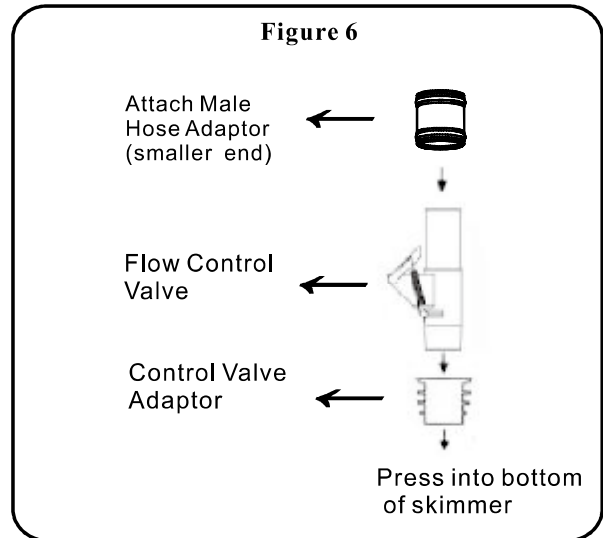 Figure 6
Attach Male
Hose Adaptor
(smaller end)
Flow Control
Valve
Control Valve
Adaptor
Press into bottom
of skimmer